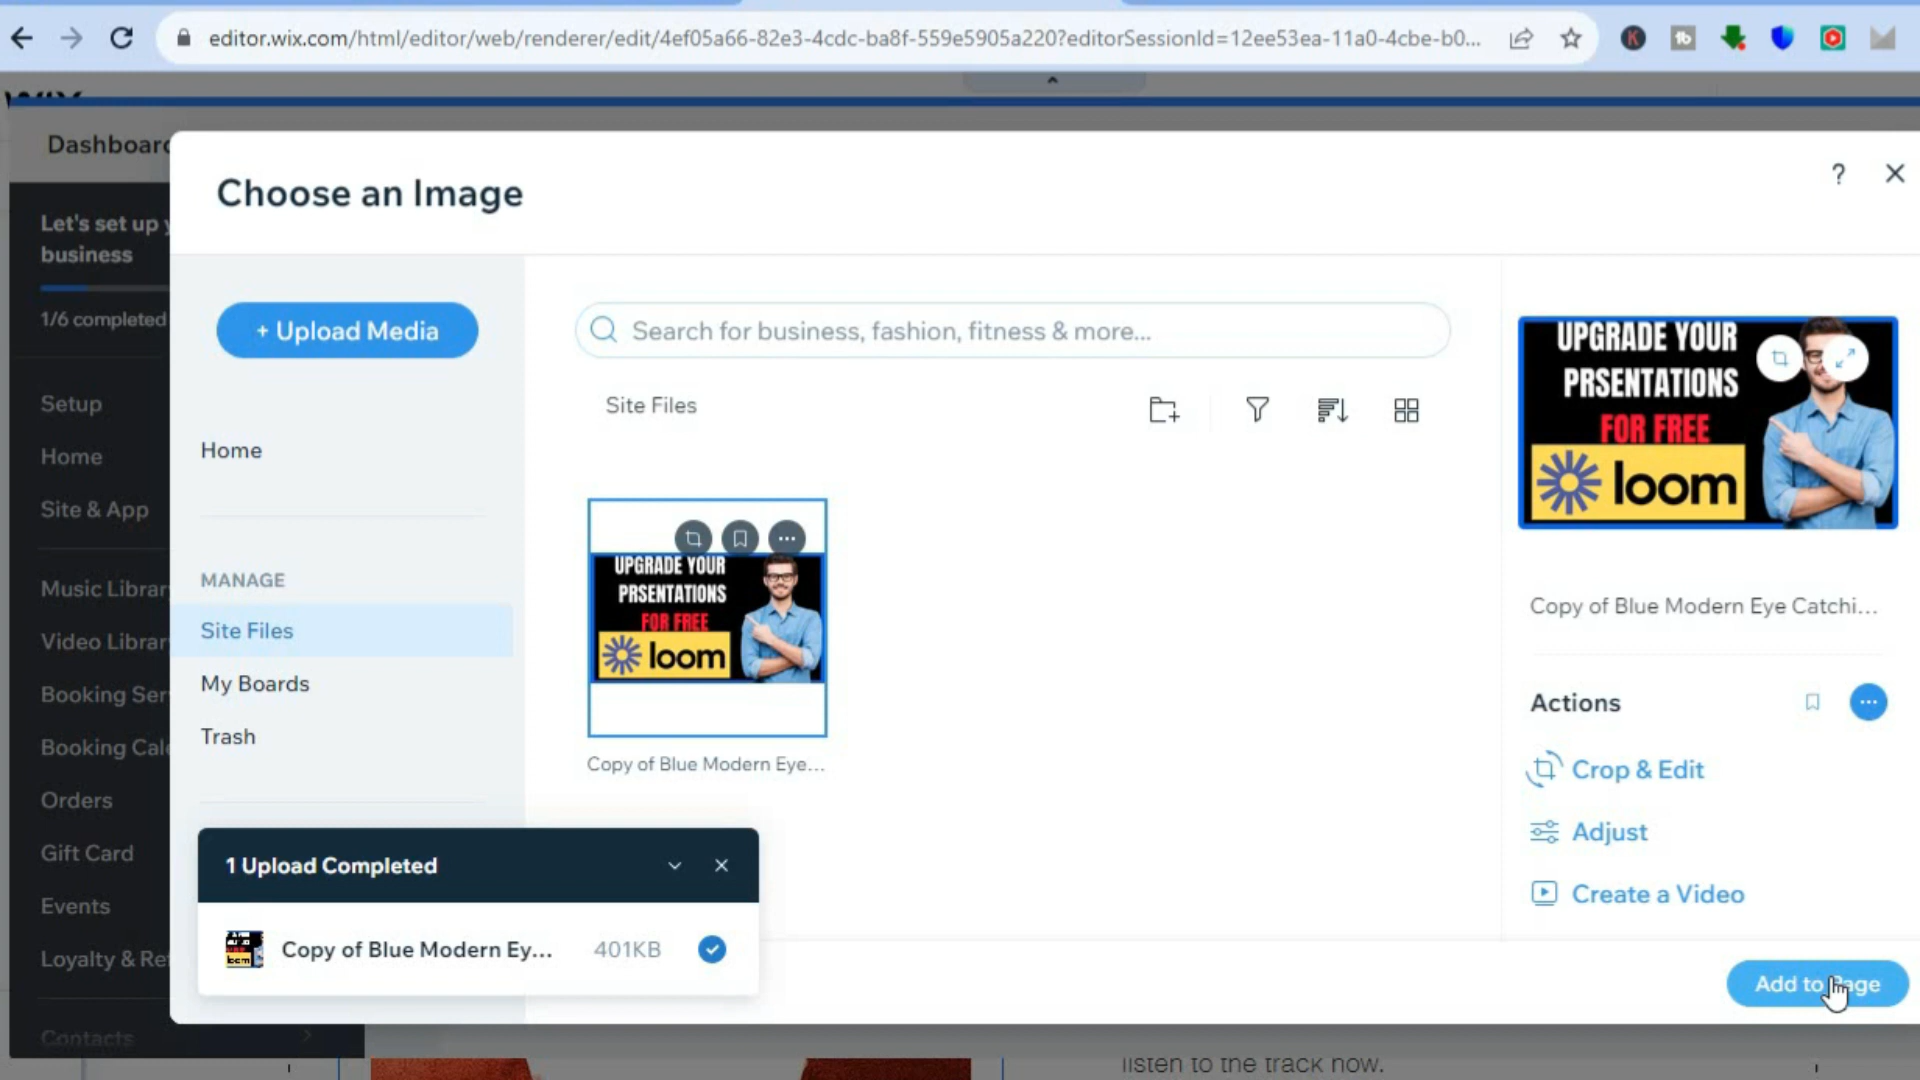 editor.wix.com/html/editor/web/renderer/edit/4ef05a66-82e3-4cdc-ba8f-559e5905a220?editorSessionId=12ee53ea-11a0-4cbe-b0...
WIX
Dashboard
Choose an Image
?
Let's set up
business
1/6 completed
+ Upload Media
Search for business, fashion, fitness & more...
Site Files
Setup
Home
Site & App
Music Library
Video Library
Booking Ser
Booking Cale
Orders
Gift Card
Events
Loyalty & Re
Contacts
Home
MANAGE
Site Files
My Boards
Trash
UPGRADE YOUR
PRSENTATIONS
FOR FREE
loom
Copy of Blue Modern Eye...
UPGRADE YOUR
PRSENTATIONS
FOR FREE
loom
Copy of Blue Modern Eye Catchi...
Actions
Crop & Edit
Adjust
Create a Video
1 Upload Completed
Copy of Blue Modern Ey... 401KB
Add to Page
listen to the track now.